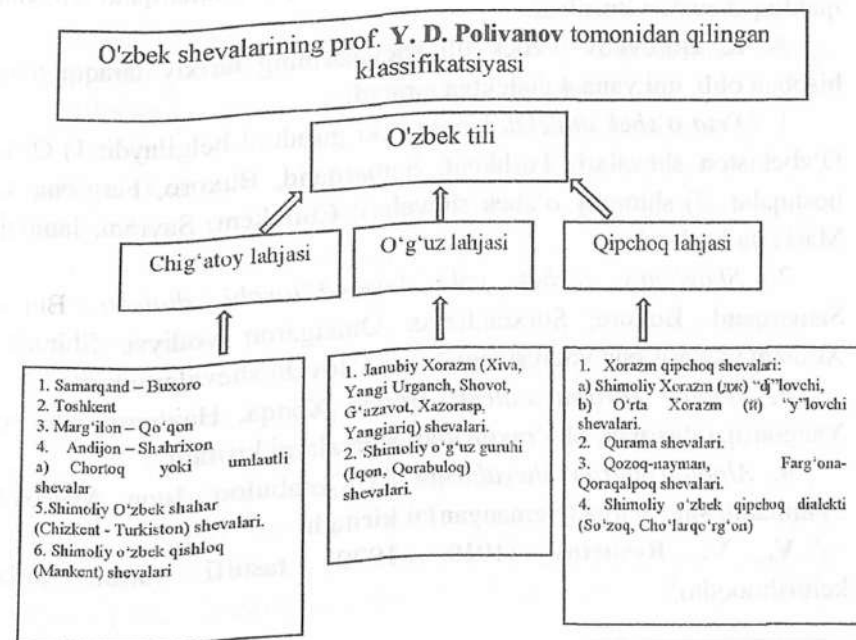 O'zbek shevalarining prof. Y. D. Polivanov tomonidan qilingan
klassifikatsiyasi
O'zbek tili
Chig‘atoy lahjasi
O‘g‘uz lahjasi
Qipchoq lahjasi
1. Samarqand – Buxoro
2. Toshkent
3. Marg‘ilon – Qo‘qon
4. Andijon – Shahrixon
a) Chortoq yoki umlautli
shevalar
5.Shimoliy O‘zbek shahar
(Chizkent - Turkiston) shevalari.
6. Shimoliy o‘zbek qishloq
(Mankent) shevalari
1. Janubiy Xorazm (Xiva,
Yangi Urganch, Shovot,
G‘azavot, Xazorasp,
Yangiariq) shevalari.
2. Shimoliy o‘g‘uz guruhi
(Iqon, Qorabuloq)
shevalari.
1. Xorazm qipchoq shevalari:
a) Shimoliy Xorazm (дж) “dj”lovchi,
b) O‘rta Xorazm (й) “y”lovchi
shevalari.
2. Qurama shevalari.
3. Qozoq-nayman, Farg‘ona-
Qoraqalpoq shevalari.
4. Shimoliy o‘zbek qipchoq dialekti
(So‘zoq, Cho‘larqo‘rg‘on)